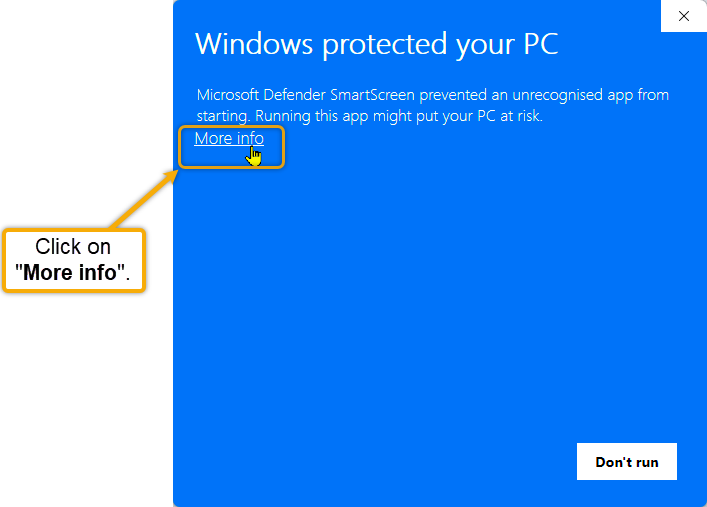 Windows protected your PC
Microsoft Defender SmartScreen prevented an unrecognised app from
starting. Running this app might put your PC at risk.
More info
Click on
"More info".
Don't run